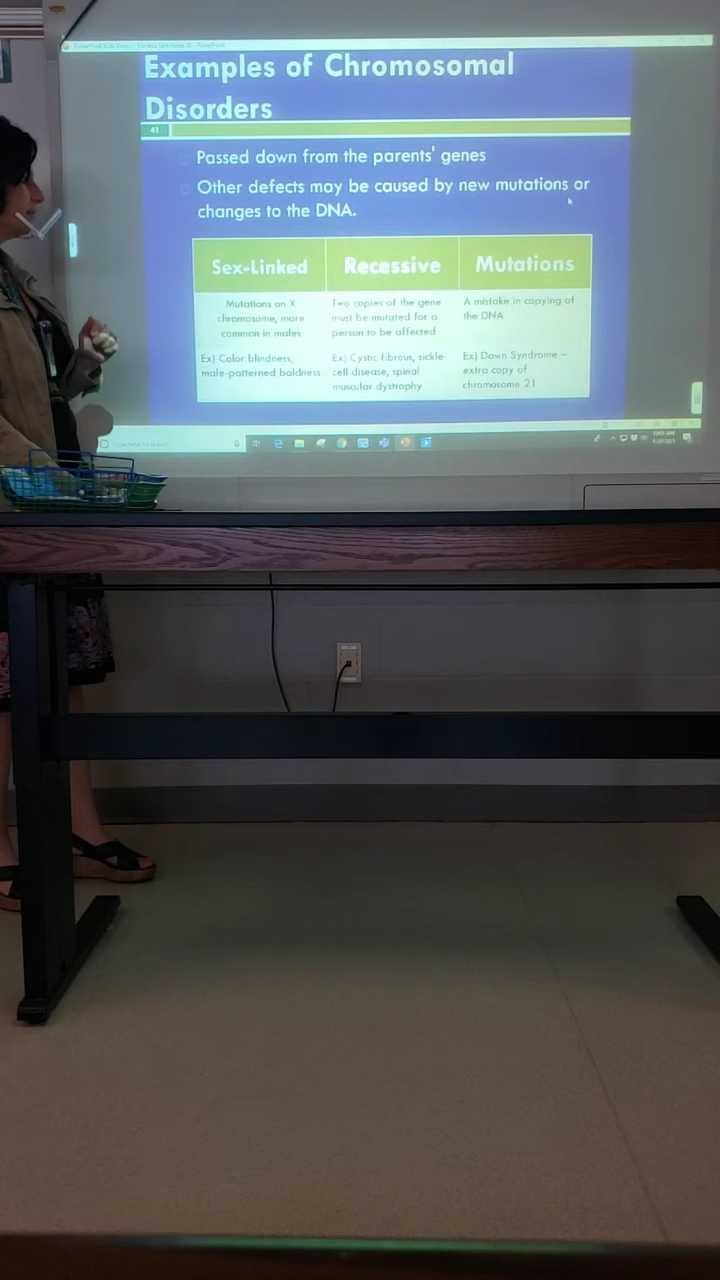 Examples of Chromosomal
Disorders
41
Passed down from the parents' genes
Other defects may be caused by new mutations or
changes to the DNA.
Sex-Linked
Mutations on X
chromosome, more
common in males
Ex) Color blindness,
male-patterned baldness
Recessive
Two copies of the gene
must be mutated for a
person to be affected
Ex) Cystic fibrous, sickle-
cell disease, spinal
muscular dystrophy
Mutations
A mistake in copying of
the DNA
Ex) Down Syndrome –
extra copy of
chromosome 21